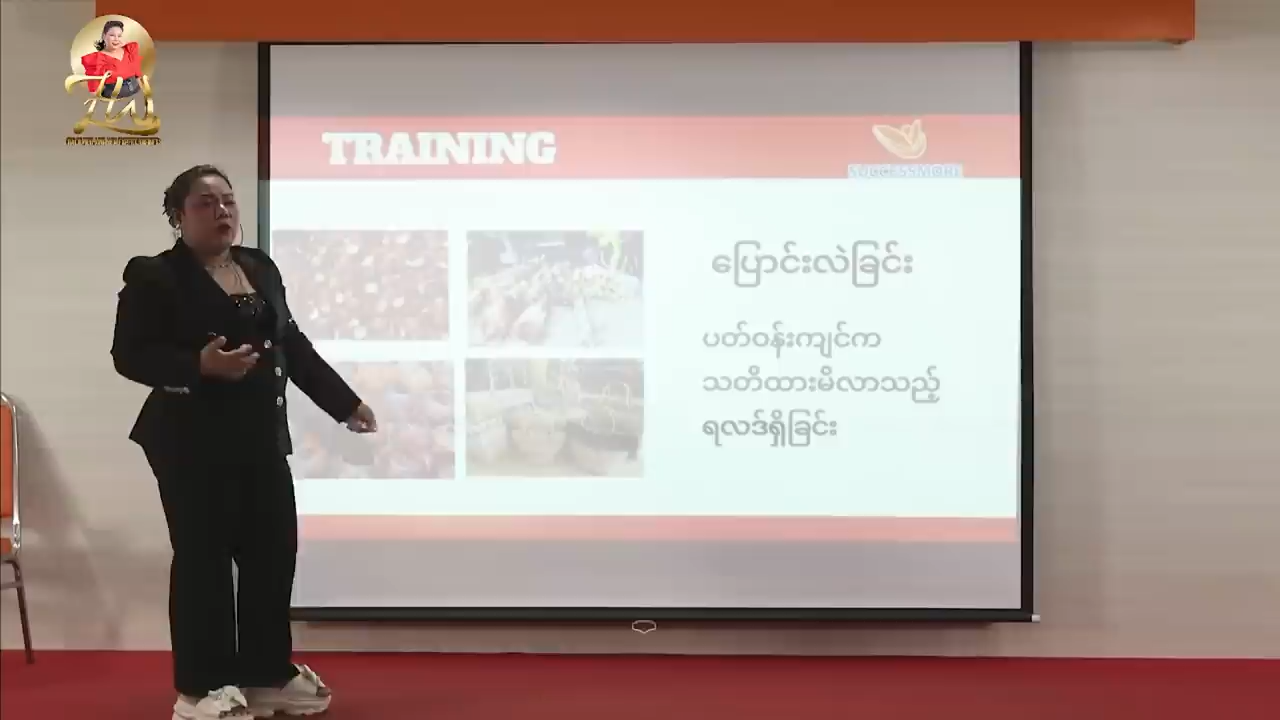 TRAINING
SUCCESSMORE
ပြောင်းလဲခြင်း
ပတ်ဝန်းကျင်က
သတိထားမိလာသည့်
ရလဒ်ရှိခြင်း